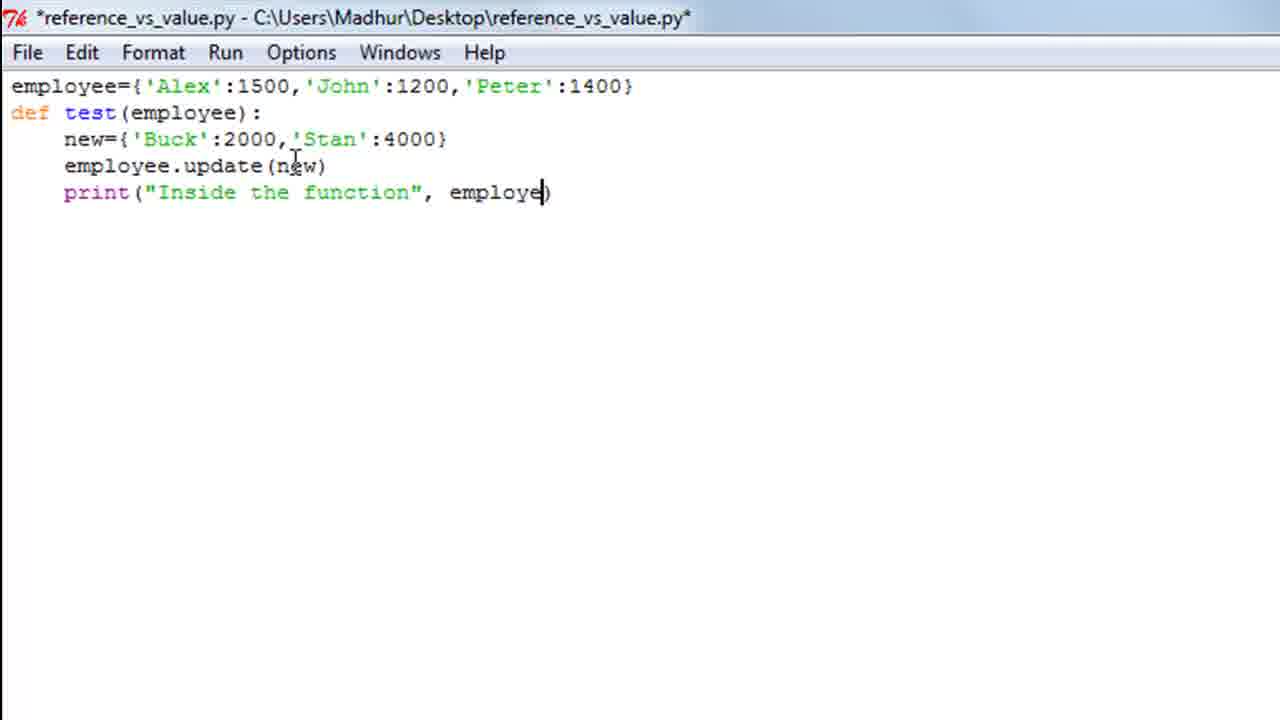 *reference_vs_value.py - C:\Users\Madhur\Desktop\reference_vs_value.py*
File Edit Format Run Options Windows Help
employee={'Alex':1500,'John':1200,'Peter':1400}
def test(employee):
    new={'Buck':2000,'Stan':4000}
    employee.update(new)
    print("Inside the function", employe)